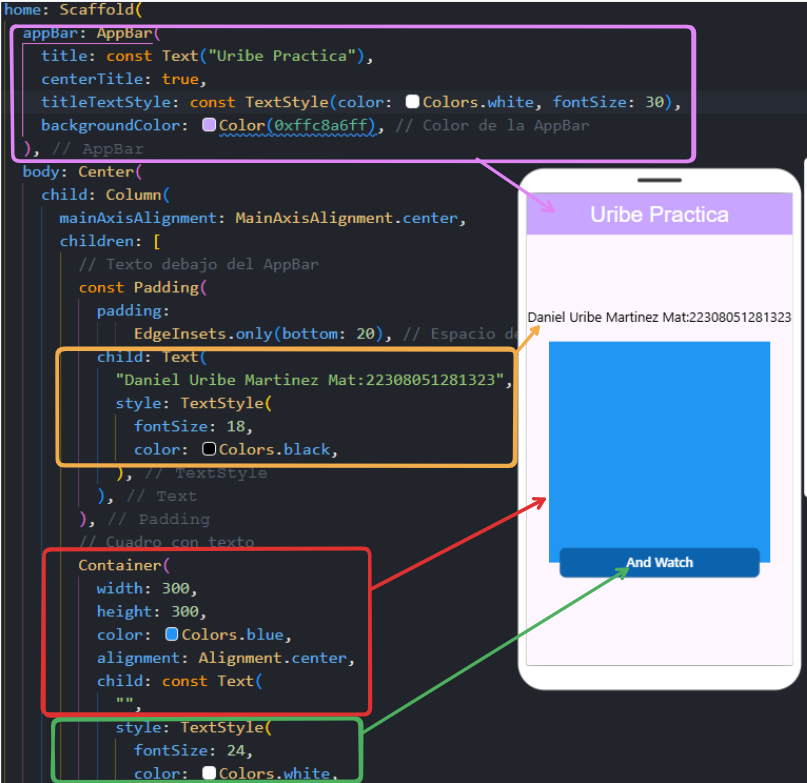 home: Scaffold(
appBar: AppBar(
title: const Text("Uribe Practica"),
centerTitle: true,
titleTextStyle: const TextStyle(color: Colors.white, fontSize: 30),
backgroundColor: Color(0xffc8a6ff), // Color de la AppBar
), // AppBar
body: Center(
child: Column(
mainAxisAlignment: MainAxisAlignment.center,
children: [
// Texto debajo del AppBar
const Padding(
padding:
EdgeInsets.only(bottom: 20), // Espacio de
child: Text(
"Daniel Uribe Martinez Mat:22308051281323",
style: TextStyle(
fontSize: 18,
color: Colors.black,
), // TextStyle
), // Text
), // Padding
// Cuadro con texto
Container(
width: 300,
height: 300,
color: Colors.blue,
alignment: Alignment.center,
child: const Text(
"",
style: TextStyle(
fontSize: 24,
color: Colors.white,
Uribe Practica
Daniel Uribe Martinez Mat:22308051281323
And Watch